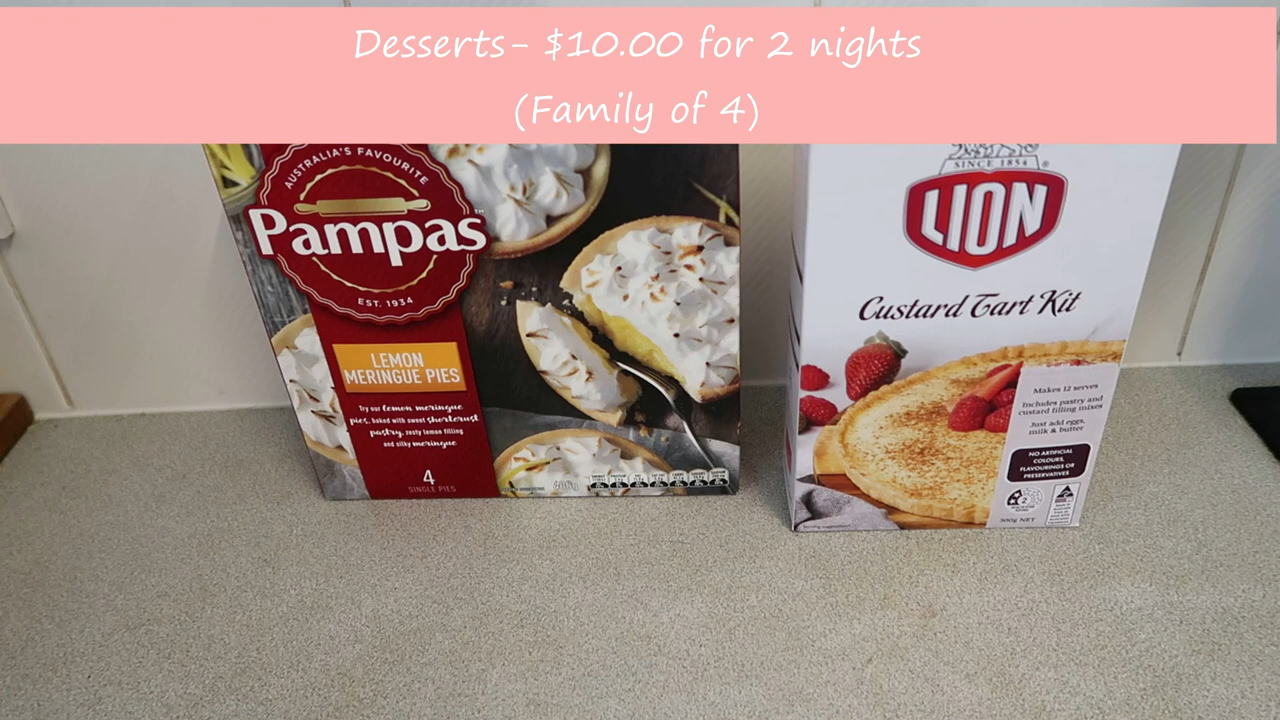 Desserts- $10.00 for 2 nights
(Family of 4)
AUSTRALIA'S FAVOURITE
Pampas
EST. 1934
LEMON
MERINGUE PIES
Try our lemon meringue
pies, baked with sweet shortcrust
pastry, zesty lemon filling
and silky meringue
4
SINGLE PIES
SINCE 1854
LION
Custard Tart Kit
Makes 12 serves
Includes pastry and
custard filling mixes
Just add eggs,
milk & butter
NO ARTIFICIAL
COLOURS,
FLAVOURINGS OR
PRESERVATIVES
500g NET